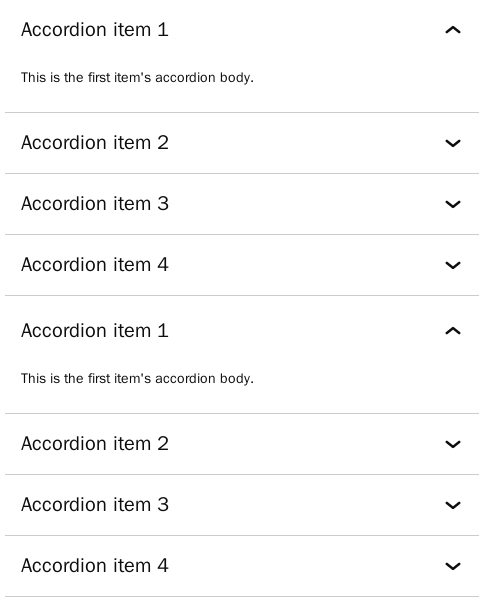 Accordion item 1
This is the first item's accordion body.
Accordion item 2
Accordion item 3
Accordion item 4
Accordion item 1
This is the first item's accordion body.
Accordion item 2
Accordion item 3
Accordion item 4